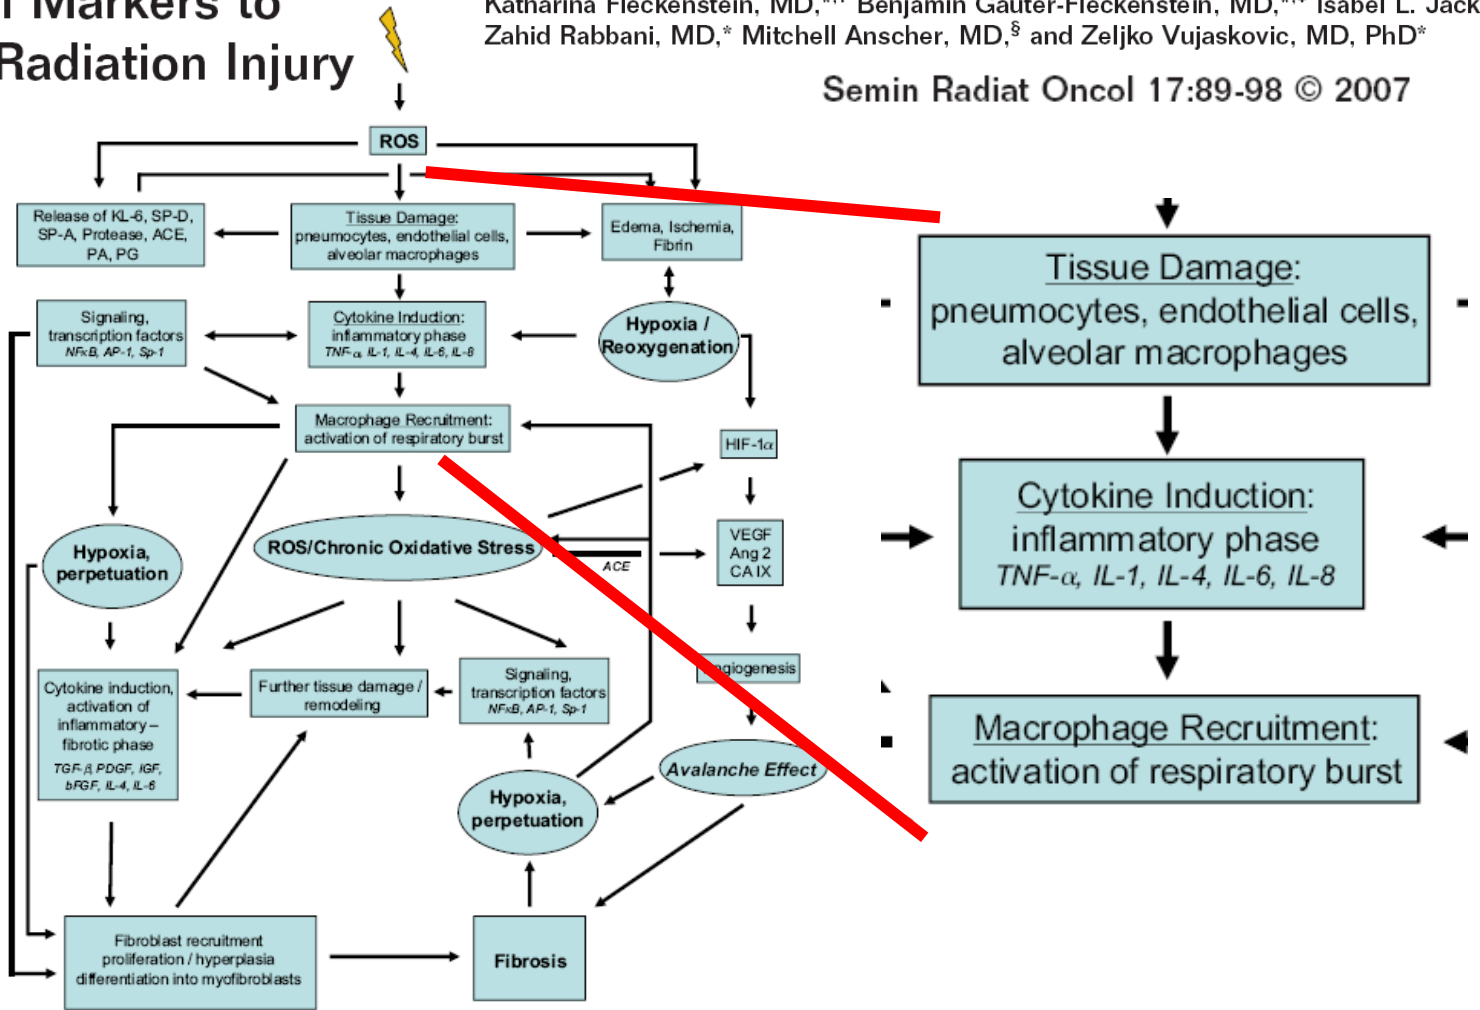 Markers to
Radiation Injury
Katharina Fleckenstein, MD, Benjamin Gauter-Fleckenstein, MD, Isabel L. Jack
Zahid Rabbani, MD,* Mitchell Anscher, MD,§ and Zeljko Vujaskovic, MD, PhD*
Semin Radiat Oncol 17:89-98 © 2007
ROS
Release of KL-6, SP-D,
SP-A, Protease, ACE,
PA, PG
Tissue Damage:
pneumocytes, endothelial cells,
alveolar macrophages
Edema, Ischemia,
Fibrin
Signaling,
transcription factors
NFκB, AP-1, Sp-1
Cytokine Induction:
inflammatory phase
TNF-α, IL-1, IL-4, IL-6, IL-8
Hypoxia /
Reoxygenation
Macrophage Recruitment:
activation of respiratory burst
HIF-1α
Hypoxia,
perpetuation
ROS/Chronic Oxidative Stress
ACE
VEGF
Ang 2
CA IX
Cytokine induction,
activation of
inflammatory –
fibrotic phase
TGF-β, PDGF, IGF,
bFGF, IL-4, IL-6
Further tissue damage /
remodeling
Signaling,
transcription factors
NFκB, AP-1, Sp-1
ngiogenesis
Avalanche Effect
Hypoxia,
perpetuation
Fibroblast recruitment
proliferation / hyperplasia
differentiation into myofibroblasts
Fibrosis
Tissue Damage:
pneumocytes, endothelial cells,
alveolar macrophages
Cytokine Induction:
inflammatory phase
TNF-α, IL-1, IL-4, IL-6, IL-8
Macrophage Recruitment:
activation of respiratory burst